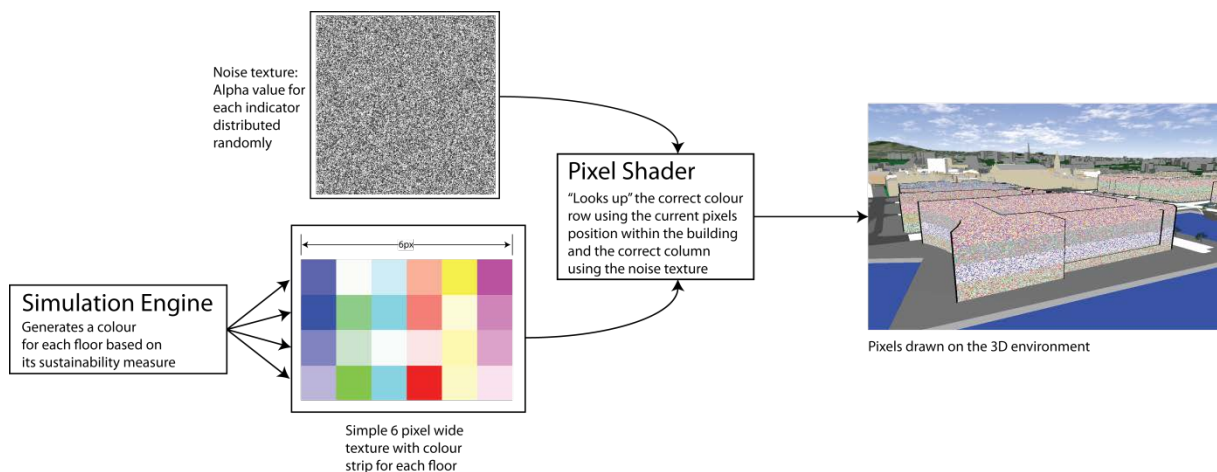 Noise texture:
Alpha value for
each indicator
distributed
randomly
Simulation Engine
Generates a colour
for each floor based on
its sustainability measure
6px
Simple 6 pixel wide
texture with colour
strip for each floor
Pixel Shader
“Looks up” the correct colour
row using the current pixels
position within the building
and the correct column
using the noise texture
Pixels drawn on the 3D environment